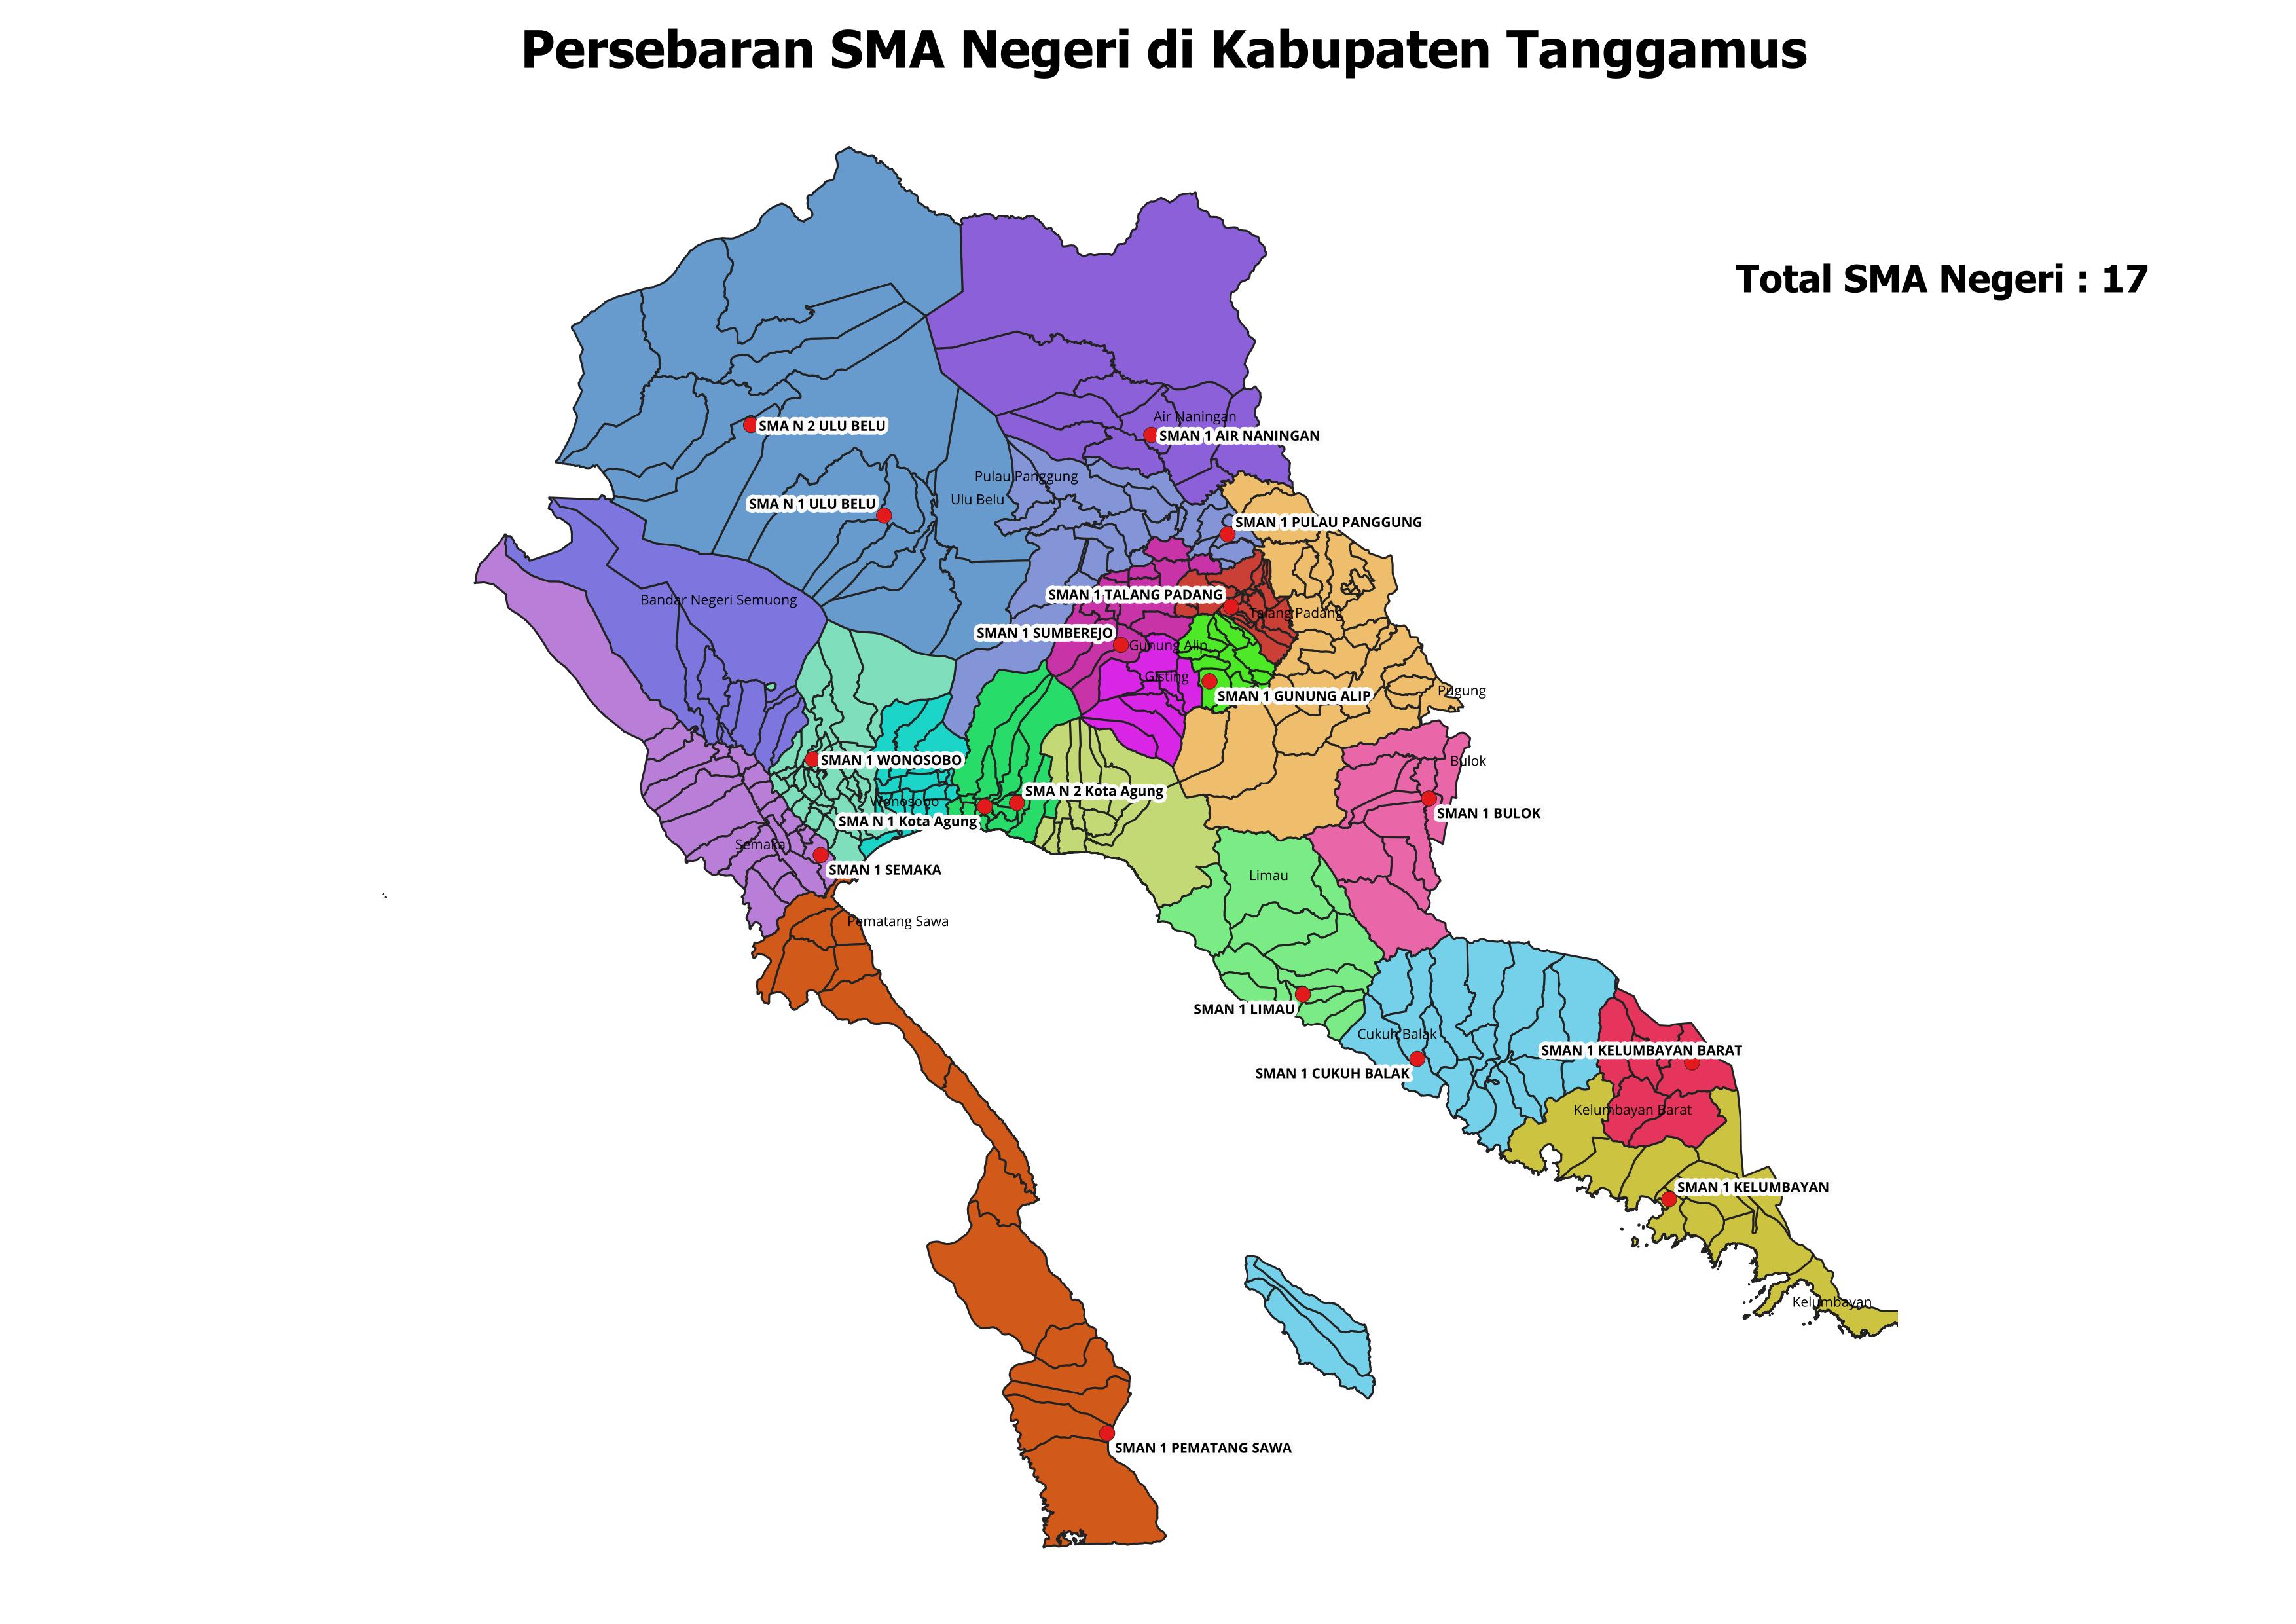 Persebaran SMA Negeri di Kabupaten Tanggamus
Total SMA Negeri : 17
Air Naningan
SMA N 2 ULU BELU
SMAN 1 AIR NANINGAN
Pulau Panggung
Ulu Belu
SMA N 1 ULU BELU
SMAN 1 PULAU PANGGUNG
SMAN 1 TALANG PADANG
Bandar Negeri Semuong
Talang Padang
SMAN 1 SUMBEREJO
Gunung Alip
Gisting
Pugung
SMAN 1 GUNUNG ALIP
SMAN 1 WONOSOBO
Bulok
SMA N 2 Kota Agung
Wonosobo
SMAN 1 BULOK
SMA N 1 Kota Agung
Semaka
SMAN 1 SEMAKA
Limau
Pematang Sawa
SMAN 1 LIMAU
Cukuh Balak
SMAN 1 KELUMBAYAN BARAT
SMAN 1 CUKUH BALAK
Kelumbayan Barat
SMAN 1 KELUMBAYAN
Kelumbayan
SMAN 1 PEMATANG SAWA